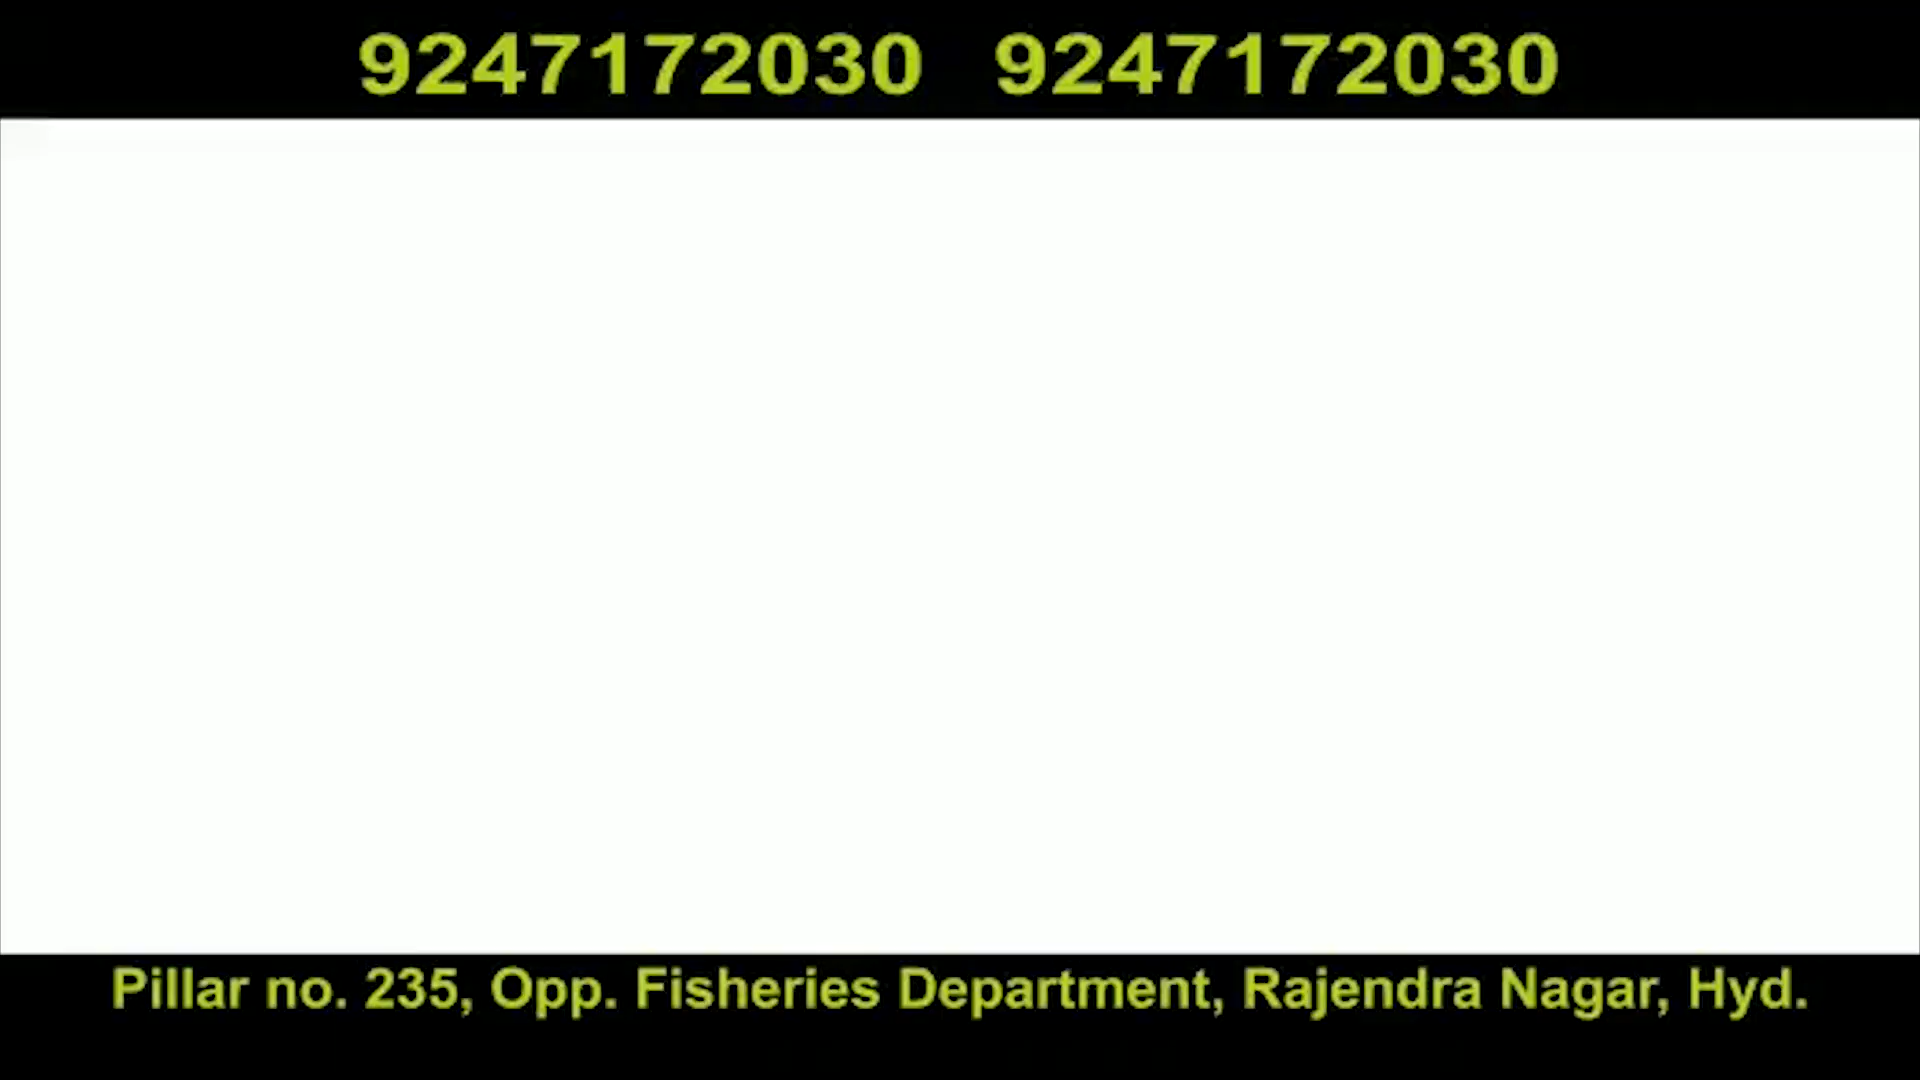 9247172030 9247172030
Pillar no. 235, Opp. Fisheries Department, Rajendra Nagar, Hyd.